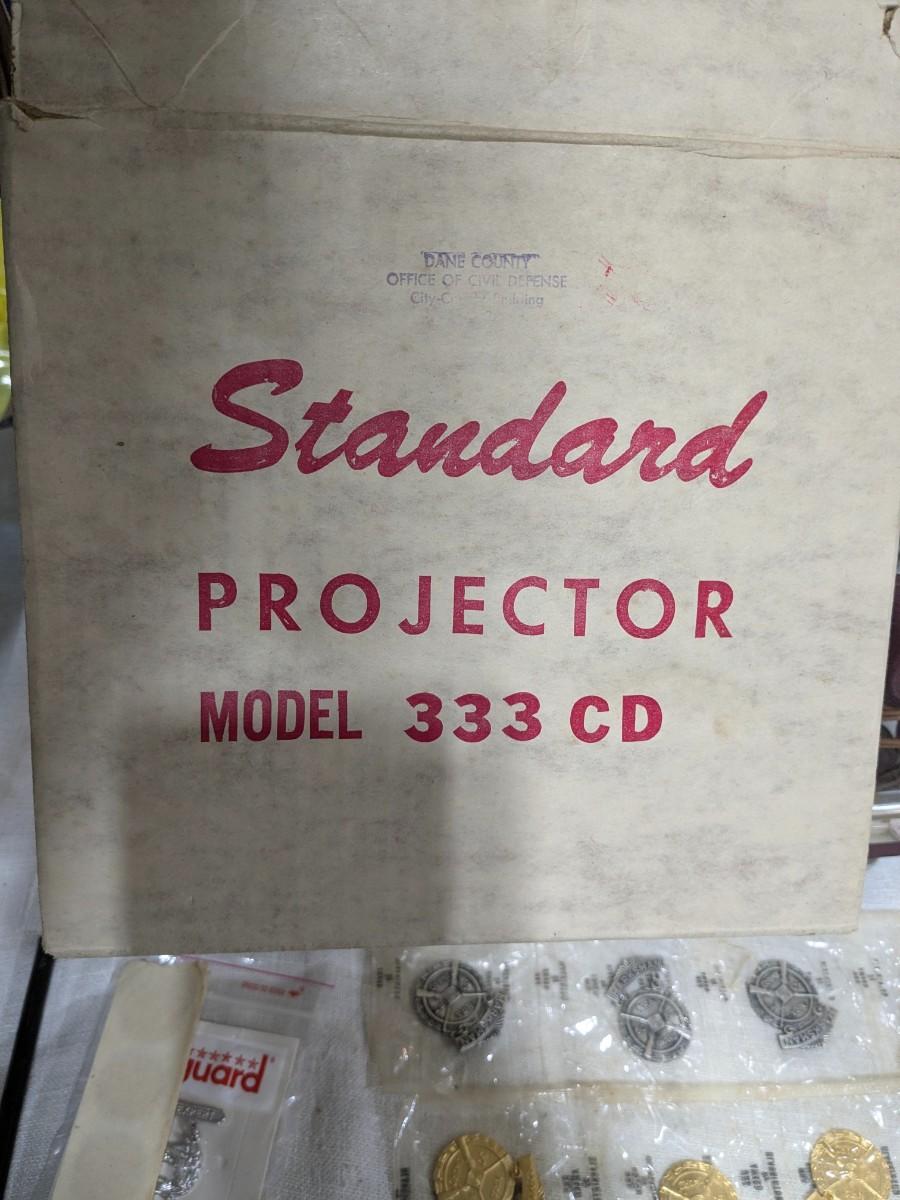 DANE COUNTY
OFFICE OF CIVIL DEFENSE
Standard
PROJECTOR
MODEL 333 CD
guard